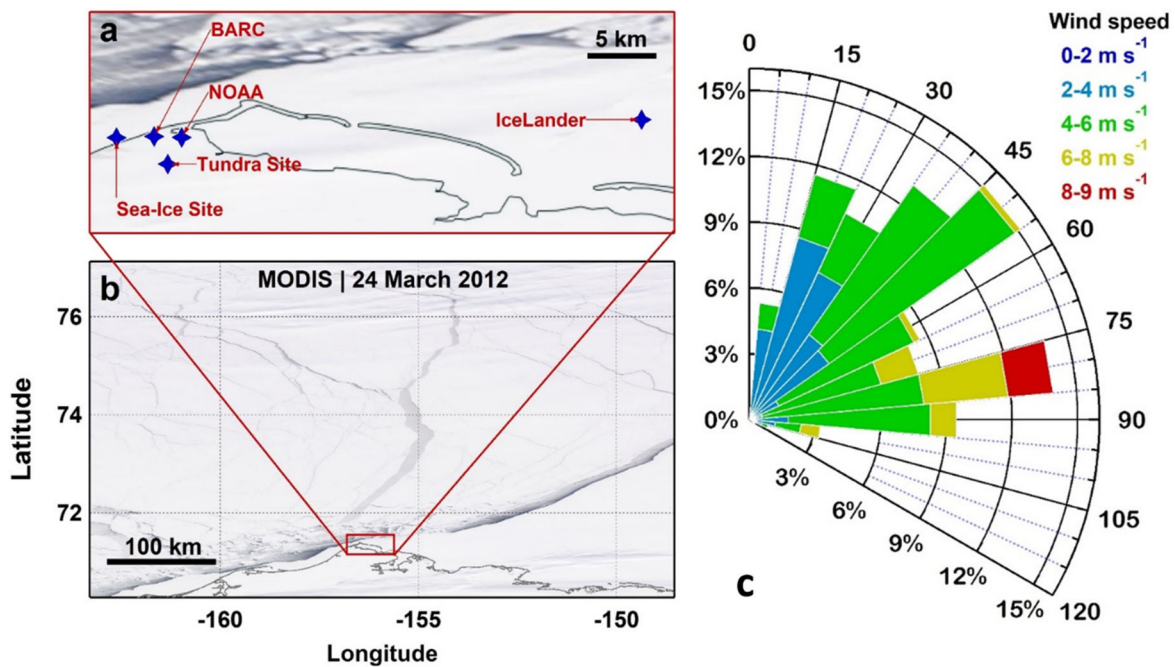 a
BARC
5 km
NOAA
IceLander
Tundra Site
Sea-Ice Site
b
MODIS | 24 March 2012
76
74
72
Latitude
100 km
-160
-155
-150
Longitude
Wind speed
0-2 m s-1
2-4 m s-1
4-6 m s-1
6-8 m s-1
8-9 m s-1
0
15
30
45
60
75
90
105
120
15%
12%
9%
6%
3%
0%
3%
6%
9%
12%
15%
c